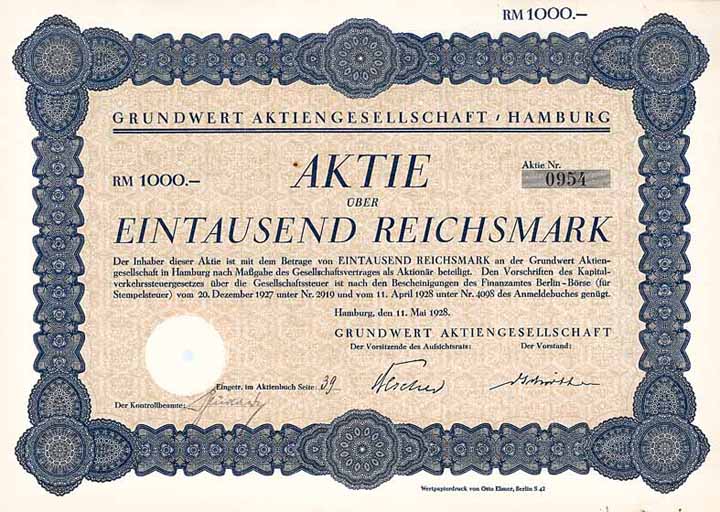 RM 1000.—
GRUNDWERT AKTIENGESELLSCHAFT / HAMBURG
RM 1000.—
AKTIE
Aktie Nr.
0954
ÜBER
EINTAUSEND REICHSMARK
Der Inhaber dieser Aktie ist mit dem Betrage von EINTAUSEND REICHSMARK an der Grundwert Aktien-
gesellschaft in Hamburg nach Maßgabe des Gesellschaftsvertrages als Aktionär beteiligt. Den Vorschriften des Kapital-
verkehrssteuergesetzes über die Gesellschaftssteuer ist nach den Bescheinigungen des Finanzamtes Berlin-Börse (für
Stempelsteuer) vom 20. Dezember 1927 unter Nr. 2919 und vom 11. April 1928 unter Nr. 4098 des Anmeldebuches genügt.
Hamburg, den 11. Mai 1928.
GRUNDWERT AKTIENGESELLSCHAFT
Der Vorsitzende des Aufsichtsrats:
Der Vorstand:
Eingetr. im Aktienbuch Seite: 39
Der Kontrollbeamte:
Wertpapierdruck von Otto Elsner, Berlin S 42